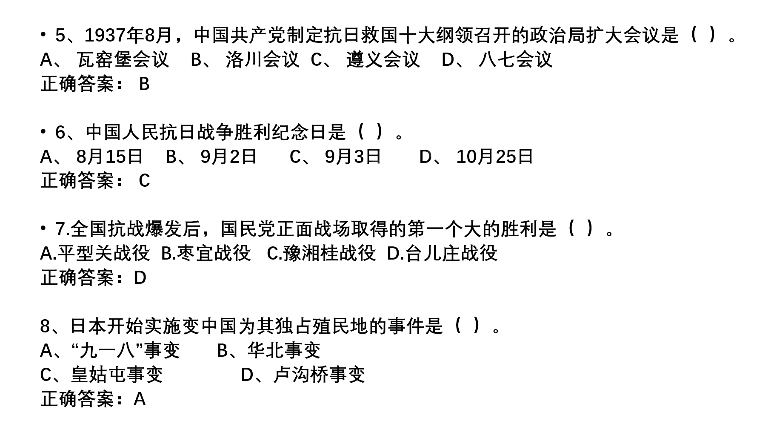 • 5、1937年8月，中国共产党制定抗日救国十大纲领召开的政治局扩大会议是（ ）。
A、 瓦窑堡会议 B、 洛川会议 C、 遵义会议 D、 八七会议
正确答案： B
• 6、中国人民抗日战争胜利纪念日是（ ）。
A、 8月15日 B、 9月2日 C、 9月3日 D、 10月25日
正确答案： C
• 7.全国抗战爆发后，国民党正面战场取得的第一个大的胜利是（ ）。
A.平型关战役 B.枣宜战役 C.豫湘桂战役 D.台儿庄战役
正确答案：D
8、日本开始实施变中国为其独占殖民地的事件是（ ）。
A、“九一八”事变 B、华北事变
C、皇姑屯事变 D、卢沟桥事变
正确答案：A